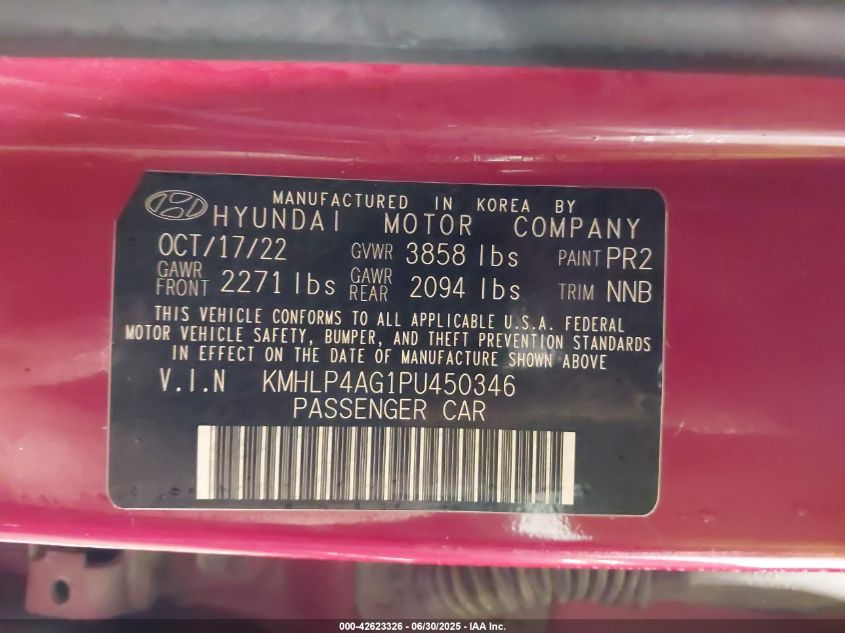 MANUFACTURED IN KOREA BY
HYUNDAI MOTOR COMPANY
OCT/17/22 GVWR 3858 lbs PAINT PR2
GAWR FRONT 2271 lbs GAWR REAR 2094 lbs TRIM NNB
THIS VEHICLE CONFORMS TO ALL APPLICABLE U.S.A. FEDERAL
MOTOR VEHICLE SAFETY, BUMPER, AND THEFT PREVENTION STANDARDS
IN EFFECT ON THE DATE OF MANUFACTURE SHOWN ABOVE
V.I.N KMHLP4AG1PU450346
PASSENGER CAR
000-42623326 - 06/30/2025 - IAA Inc.